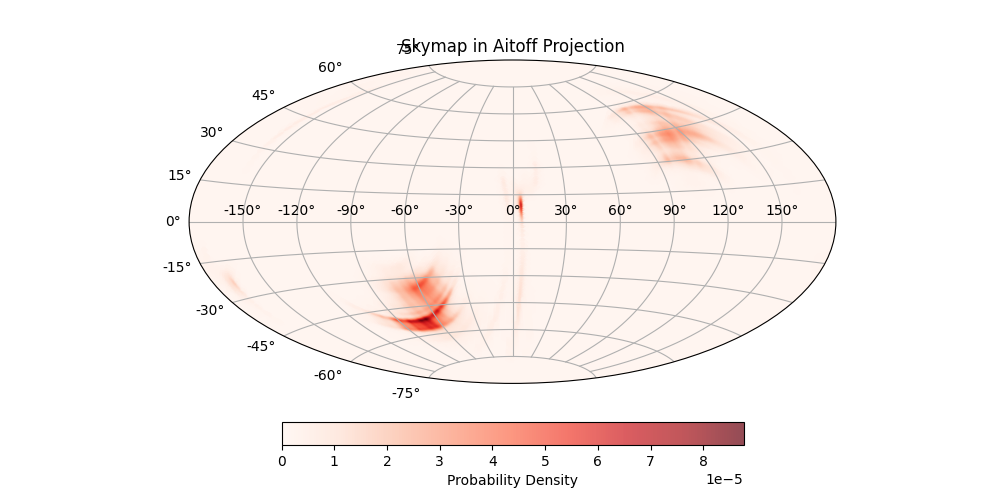 Skymap in Aitoff Projection
75°
60°
45°
30°
15°
-150° -120° -90° -60° -30° 0° 30° 60° 90° 120° 150°
0°
-15°
-30°
-45°
-60°
-75°
0 1 2 3 4 5 6 7 8
1e−5
Probability Density